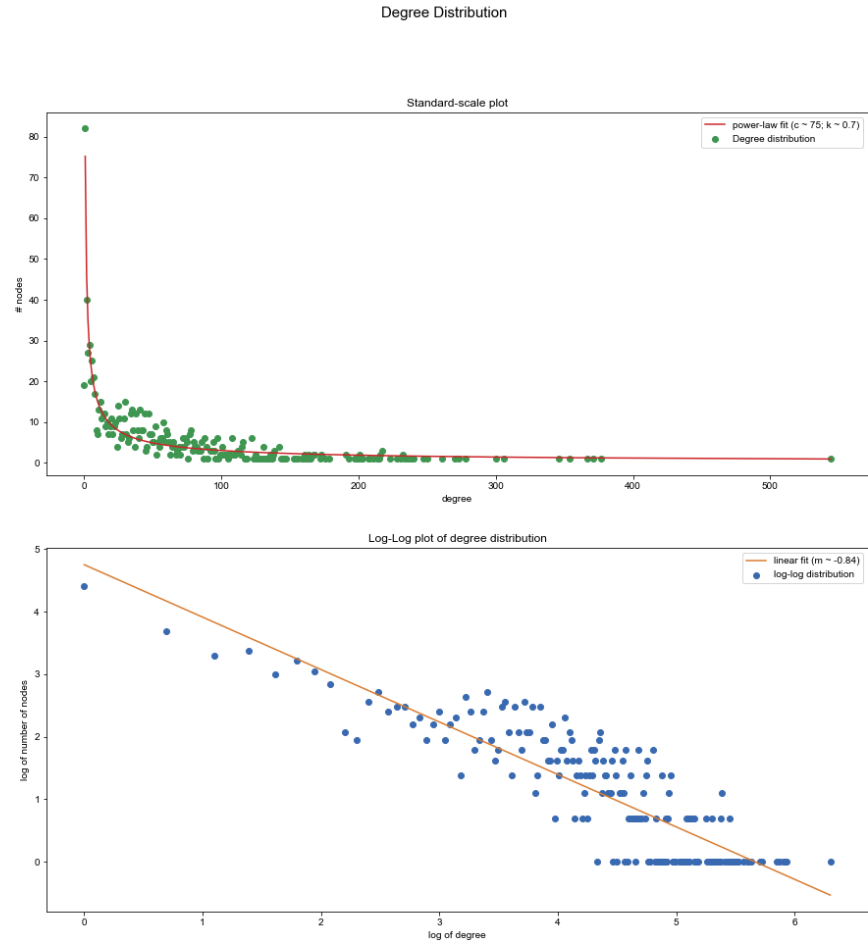 Degree Distribution
Standard-scale plot
power-law fit (c ~ 75; k ~ 0.7)
Degree distribution
# nodes
80
70
60
50
40
30
20
10
0
0 100 200 300 400 500
degree
Log-Log plot of degree distribution
linear fit (m ~ -0.84)
log-log distribution
log of number of nodes
5
4
3
2
1
0
0 1 2 3 4 5 6
log of degree